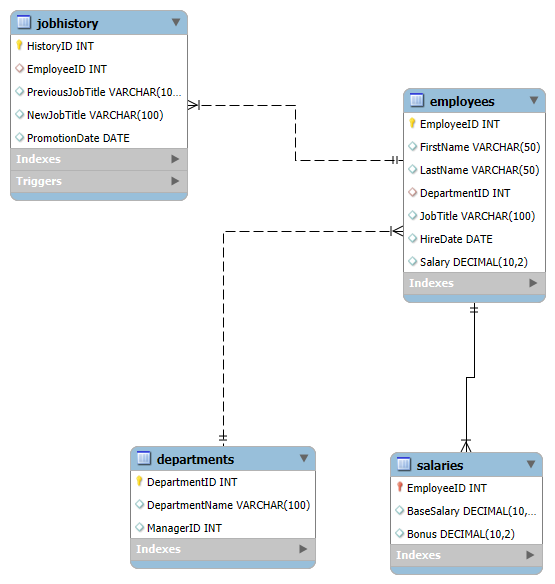 jobhistory
HistoryID INT
EmployeeID INT
PreviousJobTitle VARCHAR(10...
NewJobTitle VARCHAR(100)
PromotionDate DATE
Indexes
Triggers
employees
EmployeeID INT
FirstName VARCHAR(50)
LastName VARCHAR(50)
DepartmentID INT
JobTitle VARCHAR(100)
HireDate DATE
Salary DECIMAL(10,2)
Indexes
departments
DepartmentID INT
DepartmentName VARCHAR(100)
ManagerID INT
Indexes
salaries
EmployeeID INT
BaseSalary DECIMAL(10,...
Bonus DECIMAL(10,2)
Indexes